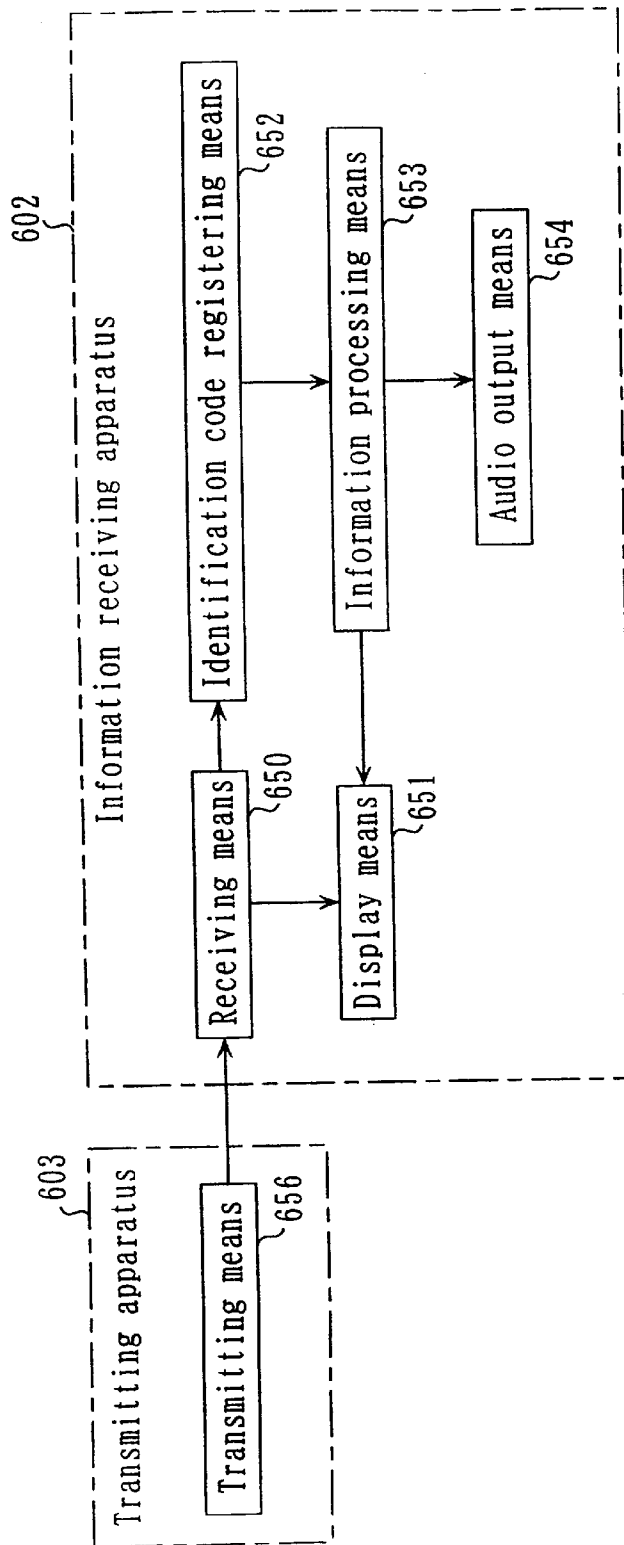 603
Transmitting apparatus
Transmitting means
656
602
Information receiving apparatus
Receiving means
650
Identification code registering means
652
Display means
651
Information processing means
653
Audio output means
654